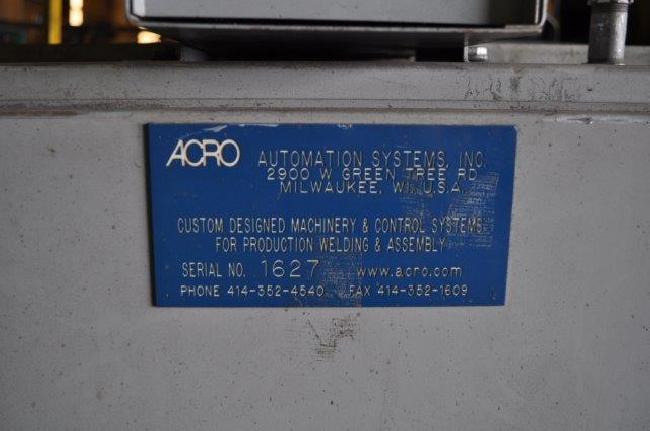 ACRO AUTOMATION SYSTEMS, INC.
2900 W GREEN TREE RD
MILWAUKEE, WI, U.S.A.
CUSTOM DESIGNED MACHINERY & CONTROL SYSTEMS
FOR PRODUCTION WELDING & ASSEMBLY
SERIAL NO. 1627 www.acro.com
PHONE 414-352-4540 FAX 414-352-1609